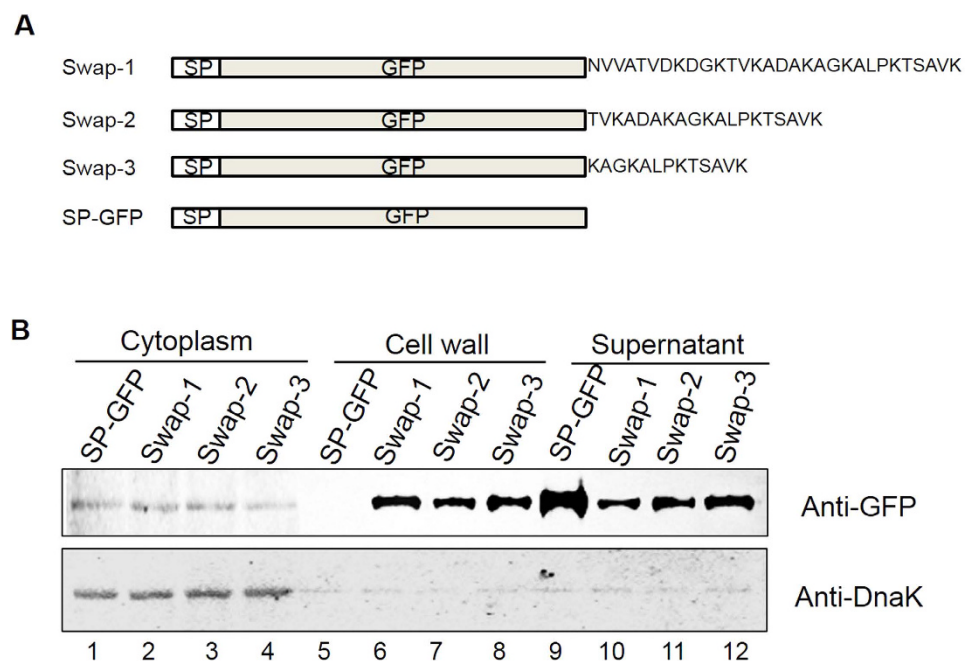 A
Swap-1 SP GFP NVVATVDKDGKTVKADAKAGKALPKTSAVK
Swap-2 SP GFP TVKADAKAGKALPKTSAVK
Swap-3 SP GFP KAGKALPKTSAVK
SP-GFP SP GFP
B
Cytoplasm Cell wall Supernatant
SP-GFP Swap-1 Swap-2 Swap-3 SP-GFP Swap-1 Swap-2 Swap-3 SP-GFP Swap-1 Swap-2 Swap-3
Anti-GFP
Anti-DnaK
1 2 3 4 5 6 7 8 9 10 11 12